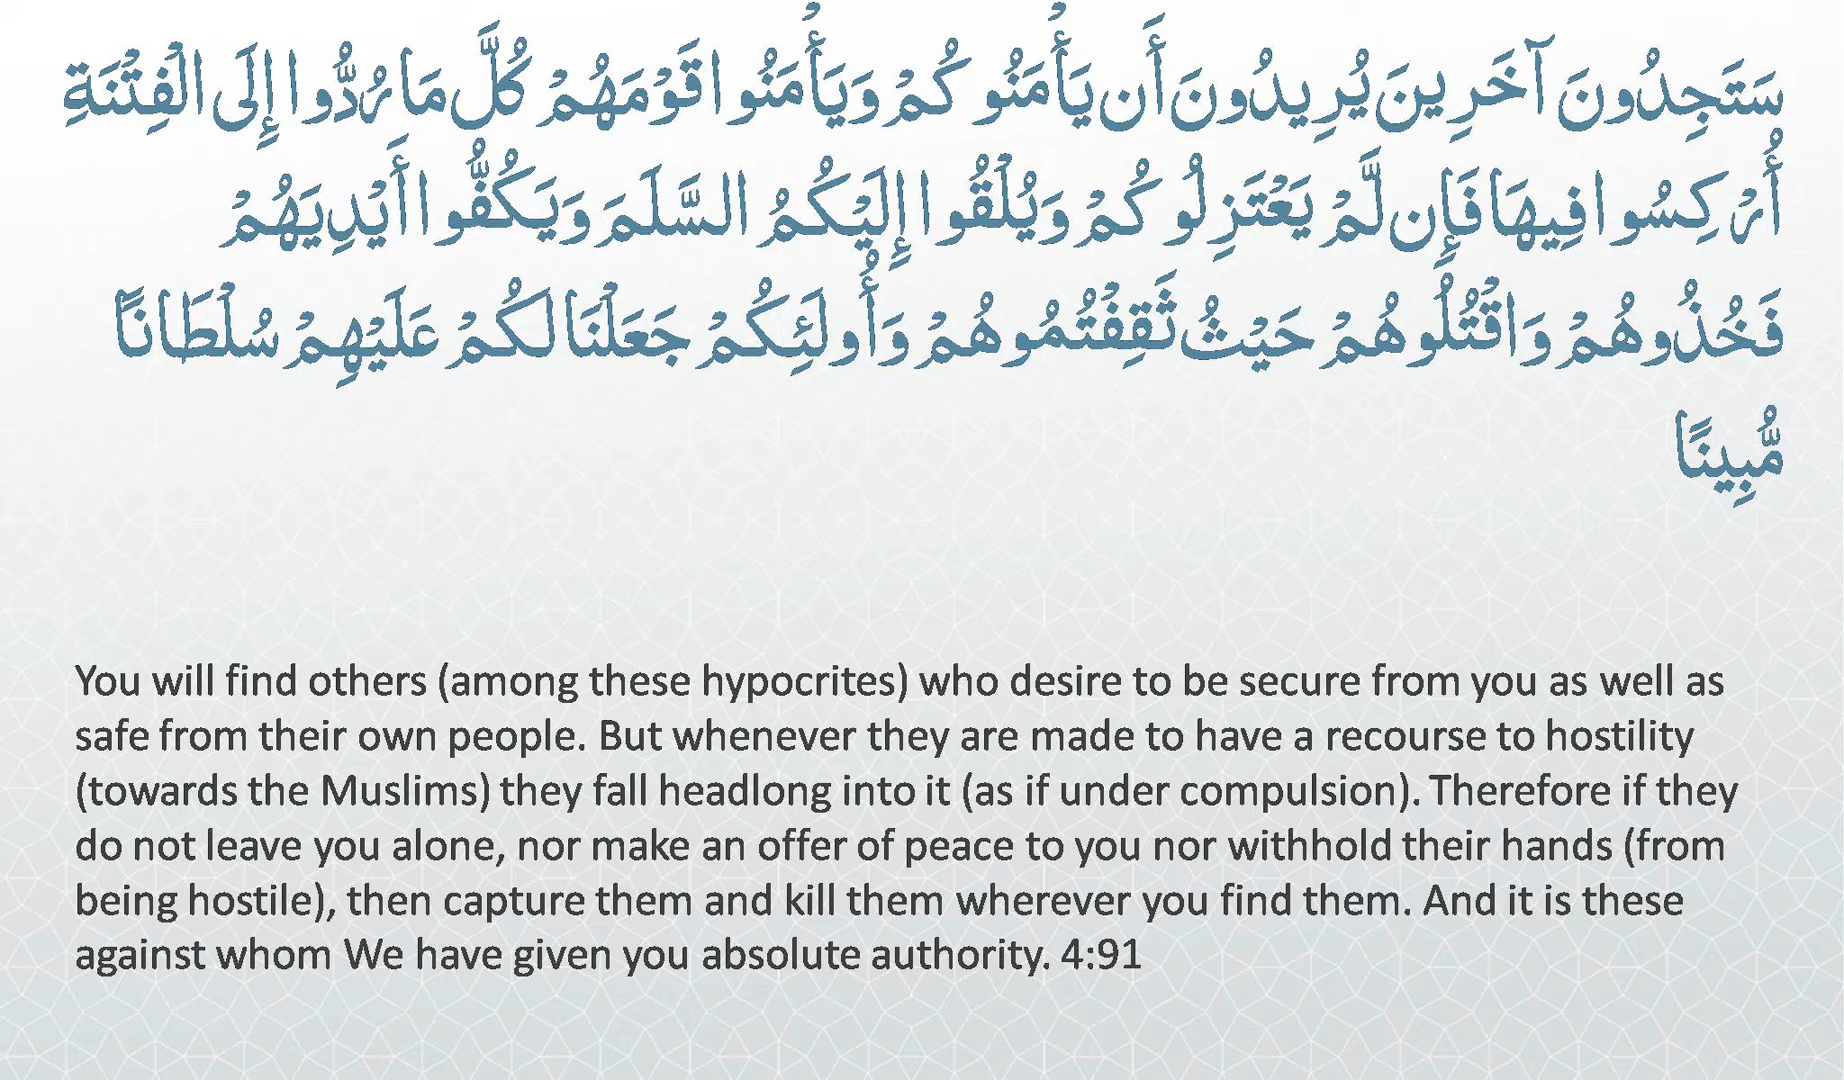 سَتَجِدُونَ آخَرِينَ يُرِيدُونَ أَن يَأْمَنُوكُمْ وَيَأْمَنُوا قَوْمَهُمْ كُلَّ مَا رُدُّوا إِلَى الْفِتْنَةِ
أُرْكِسُوا فِيهَا فَإِن لَّمْ يَعْتَزِلُوكُمْ وَيُلْقُوا إِلَيْكُمُ السَّلَمَ وَيَكُفُّوا أَيْدِيَهُمْ
فَخُذُوهُمْ وَاقْتُلُوهُمْ حَيْثُ ثَقِفْتُمُوهُمْ وَأُولَئِكُمْ جَعَلْنَا لَكُمْ عَلَيْهِمْ سُلْطَانًا
مُّبِينًا
You will find others (among these hypocrites) who desire to be secure from you as well as
safe from their own people. But whenever they are made to have a recourse to hostility
(towards the Muslims) they fall headlong into it (as if under compulsion). Therefore if they
do not leave you alone, nor make an offer of peace to you nor withhold their hands (from
being hostile), then capture them and kill them wherever you find them. And it is these
against whom We have given you absolute authority. 4:91